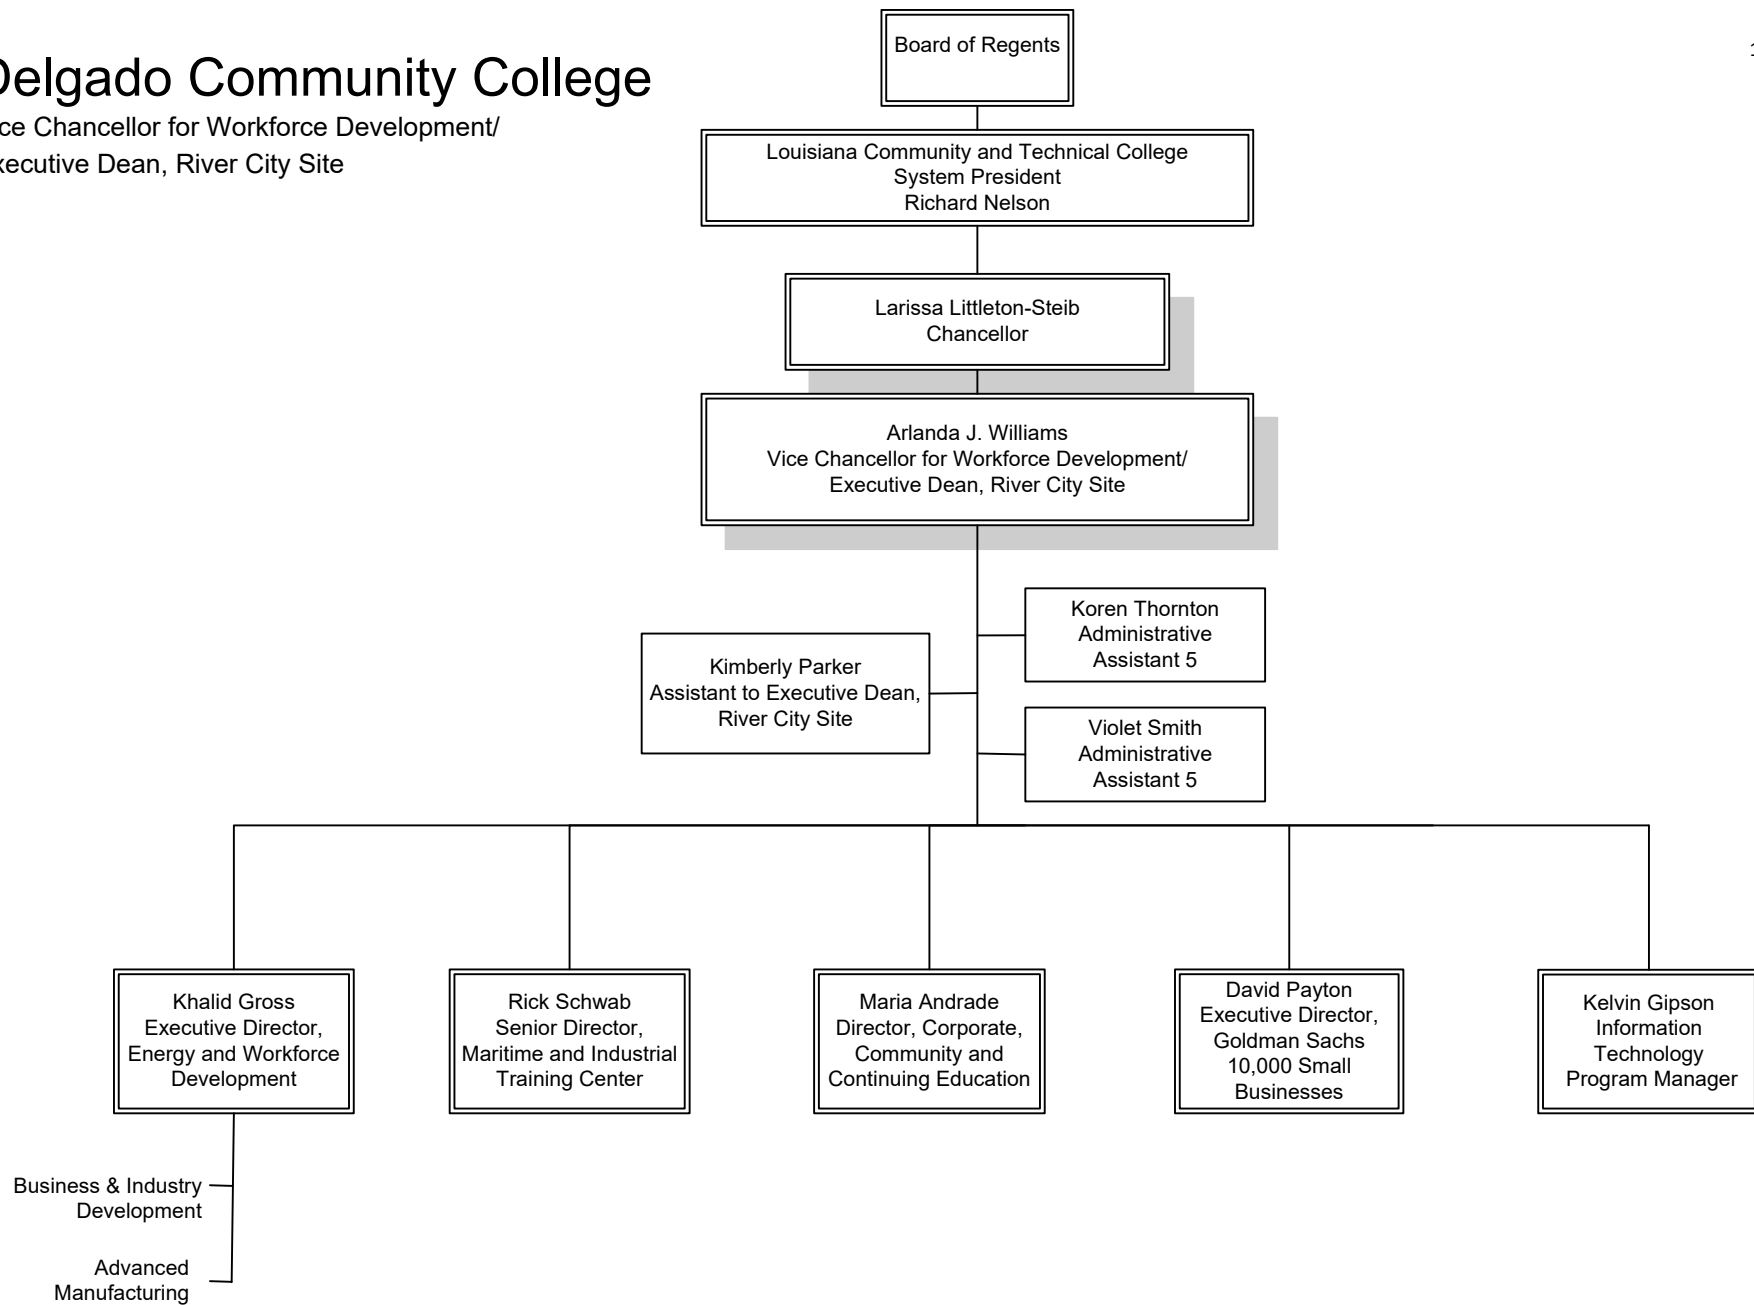 Delgado Community College
ce Chancellor for Workforce Development/
xecutive Dean, River City Site
Board of Regents
Louisiana Community and Technical College
System President
Richard Nelson
Larissa Littleton-Steib
Chancellor
Arlanda J. Williams
Vice Chancellor for Workforce Development/
Executive Dean, River City Site
Koren Thornton
Administrative
Assistant 5
Kimberly Parker
Assistant to Executive Dean,
River City Site
Violet Smith
Administrative
Assistant 5
Khalid Gross
Executive Director,
Energy and Workforce
Development
Rick Schwab
Senior Director,
Maritime and Industrial
Training Center
Maria Andrade
Director, Corporate,
Community and
Continuing Education
David Payton
Executive Director,
Goldman Sachs
10,000 Small
Businesses
Kelvin Gipson
Information
Technology
Program Manager
Business & Industry
Development
Advanced
Manufacturing